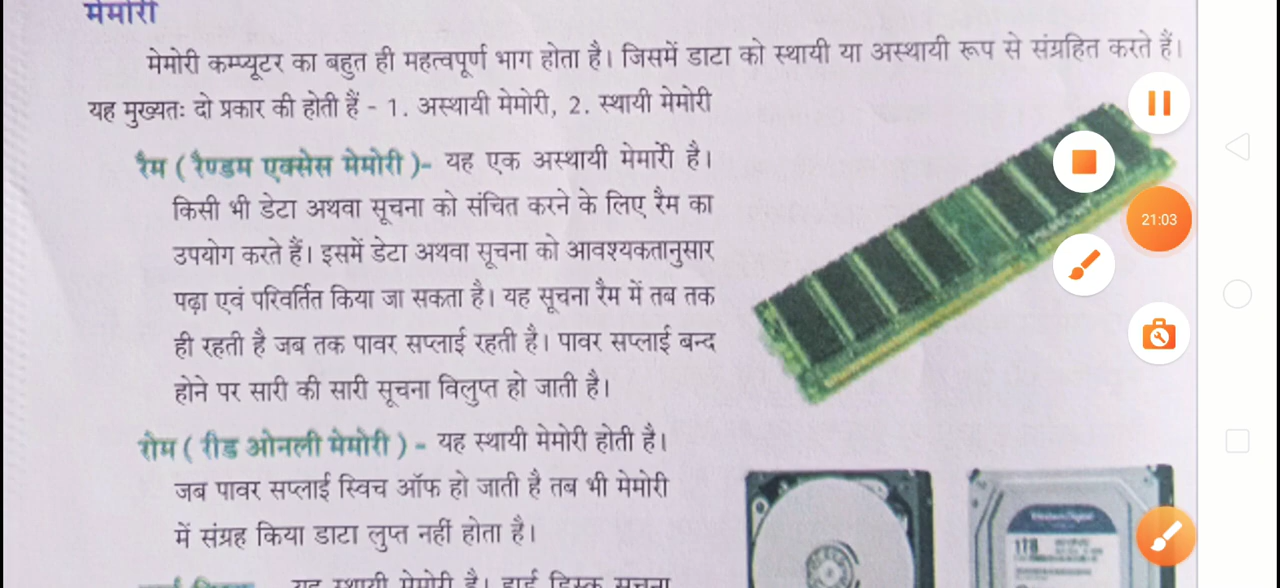 मेमोरी
मेमोरी कम्प्यूटर का बहुत ही महत्वपूर्ण भाग होता है। जिसमें डाटा को स्थायी या अस्थायी रूप से संग्रहित करते हैं।
यह मुख्यतः दो प्रकार की होती हैं - 1. अस्थायी मेमोरी, 2. स्थायी मेमोरी
रैम ( रैण्डम एक्सेस मेमोरी )- यह एक अस्थायी मेमारेी है।
किसी भी डेटा अथवा सूचना को संचित करने के लिए रैम का
उपयोग करते हैं। इसमें डेटा अथवा सूचना को आवश्यकतानुसार
पढ़ा एवं परिवर्तित किया जा सकता है। यह सूचना रैम में तब तक
ही रहती है जब तक पावर सप्लाई रहती है। पावर सप्लाई बन्द
होने पर सारी की सारी सूचना विलुप्त हो जाती है।
रोम ( रीड ओनली मेमोरी ) - यह स्थायी मेमोरी होती है।
जब पावर सप्लाई स्विच ऑफ हो जाती है तब भी मेमोरी
में संग्रह किया डाटा लुप्त नहीं होता है।
यह स्थायी मेमोरी है। हार्ड डिस्क सूचना
21:03
1TB